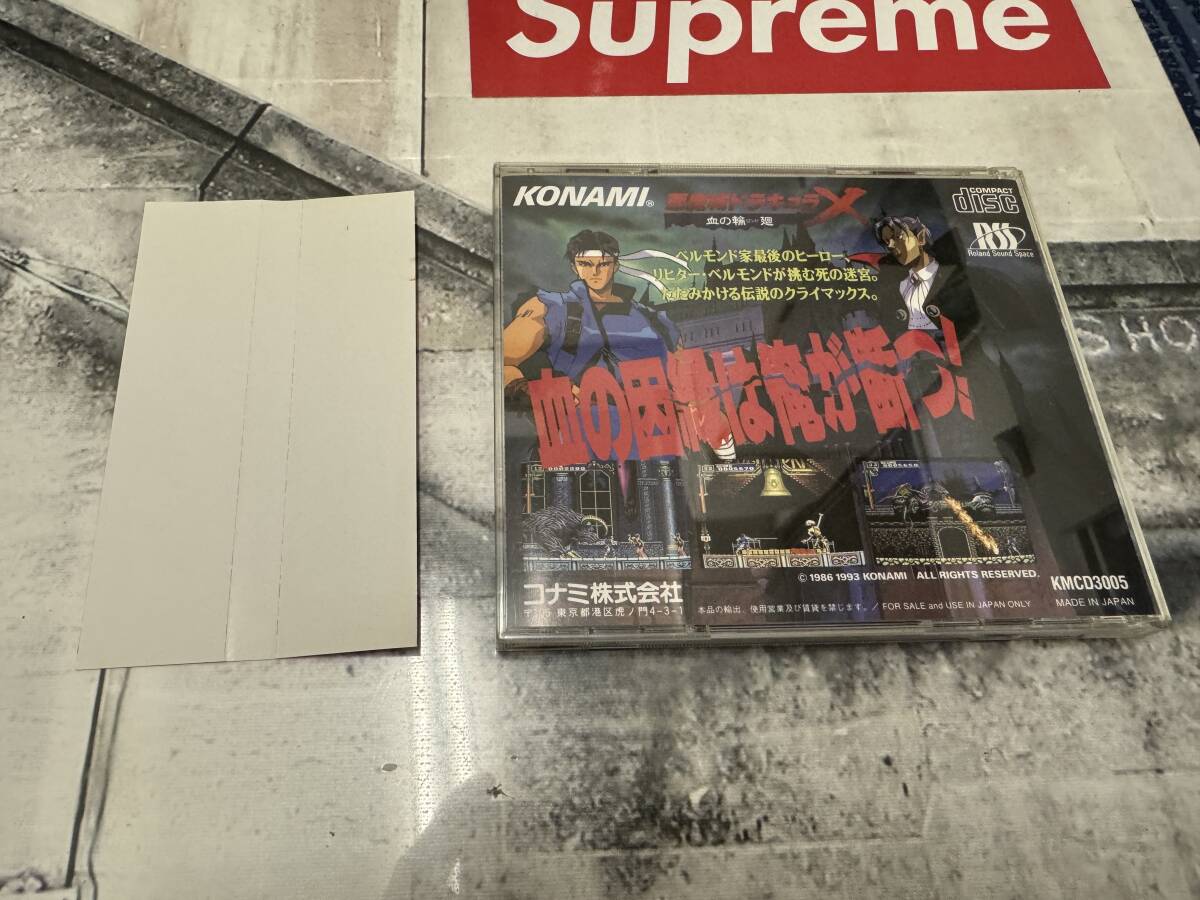 Supreme
KONAMI®
悪魔城ドラキュラX
血の輪廻
COMPACT
disc
RSS
Roland Sound Space
ベルモンド家最後のヒーロー、
リヒター・ベルモンドが挑む死の迷宮。
たたみかける伝説のクライマックス。
SHO
血の因縁は俺が断つ!
© 1986 1993 KONAMI ALL RIGHTS RESERVED.
コナミ株式会社
KMCD3005
〒105 東京都港区虎ノ門4-3-1
本品の輸出、使用営業及び賃貸を禁じます。/ FOR SALE and USE IN JAPAN ONLY
MADE IN JAPAN